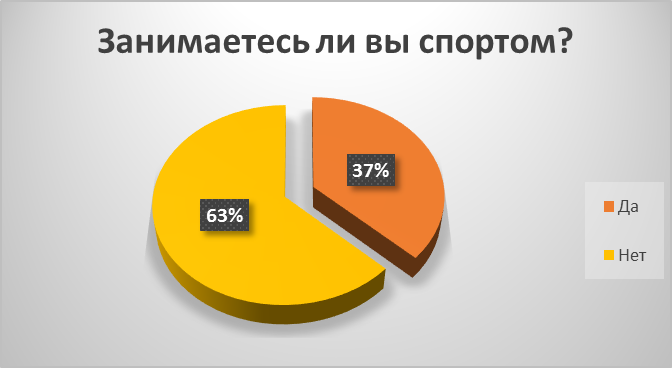 Занимаетесь ли вы спортом?
37%
63%
Да
Нет